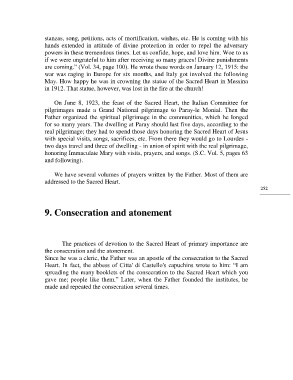 stanzas, song, petitions, acts of mortification, wishes, etc. He is coming with his
hands extended in attitude of divine protection in order to repel the adversary
powers in these tremendous times. Let us confide, hope and love him. Woe to us
if we were ungrateful to him after receiving so many graces! Divine punishments
are coming." (Vol. 34, page 100). He wrote these words on January 12, 1915; the
war was raging in Europe for six months, and Italy got involved the following
May. How happy he was in crowning the statue of the Sacred Heart of Messina
in 1912. That statue, however, was lost in the fire at the church!
On June 8, 1923, the feast of the Sacred Heart, the Italian Committee for
pilgrimages made a Grand National pilgrimage to Paray-le Monial. Then the
Father organized the spiritual pilgrimage in the communities, which he longed
for so many years. The dwelling at Paray should last five days, according to the
real pilgrimage; they had to spend those days honoring the Sacred Heart of Jesus
with special visits, songs, sacrifices, etc. From there they would go to Lourdes -
two days travel and three of dwelling - in union of spirit with the real pilgrimage,
honoring Immaculate Mary with visits, prayers, and songs. (S.C. Vol. 5, pages 63
and following).
We have several volumes of prayers written by the Father. Most of them are
addressed to the Sacred Heart.
252
9. Consecration and atonement
The practices of devotion to the Sacred Heart of primary importance are
the consecration and the atonement.
Since he was a cleric, the Father was an apostle of the consecration to the Sacred
Heart. In fact, the abbess of Citta' di Castello's capuchins wrote to him: "I am
spreading the many booklets of the consecration to the Sacred Heart which you
gave me; people like them." Later, when the Father founded the institutes, he
made and repeated the consecration several times.